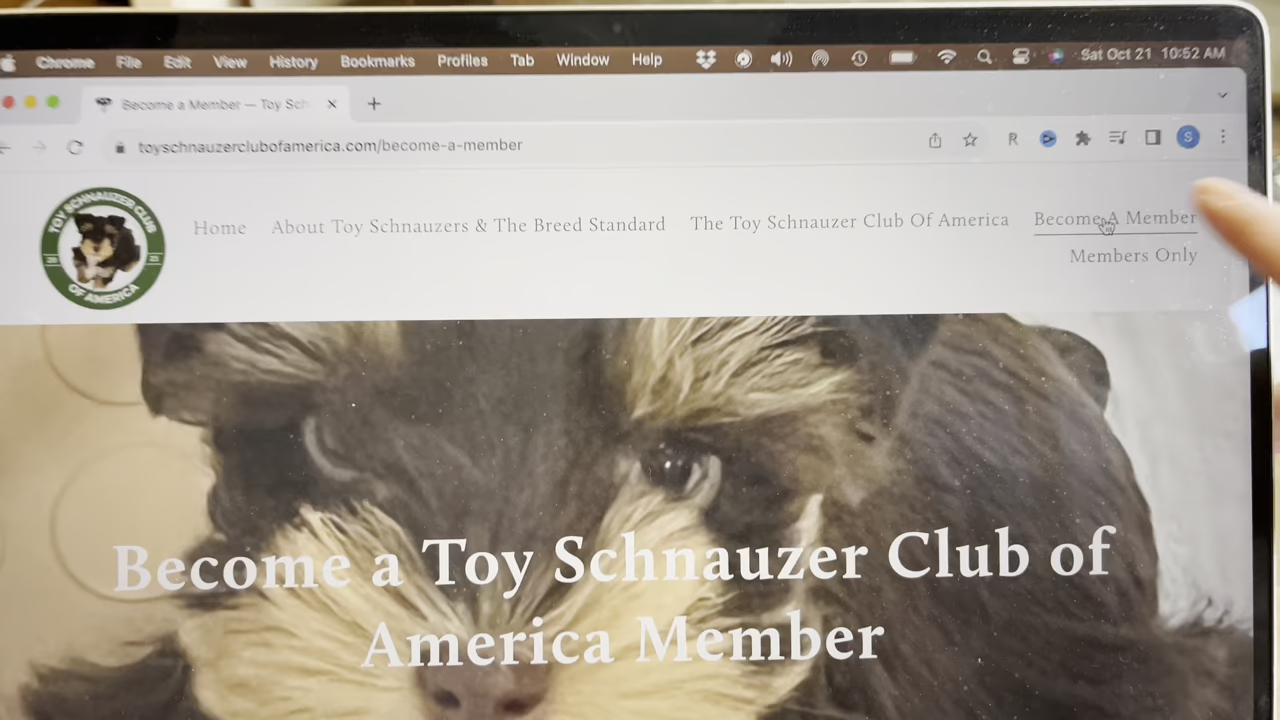 Chrome File Edit View History Bookmarks Profiles Tab Window Help Sat Oct 21 10:52 AM
Become a Member — Toy Sch
toyschnauzerclubofamerica.com/become-a-member
R
S
TOY SCHNAUZER CLUB
OF AMERICA
Home About Toy Schnauzers & The Breed Standard The Toy Schnauzer Club Of America Become A Member
Members Only
Become a Toy Schnauzer Club of
America Member